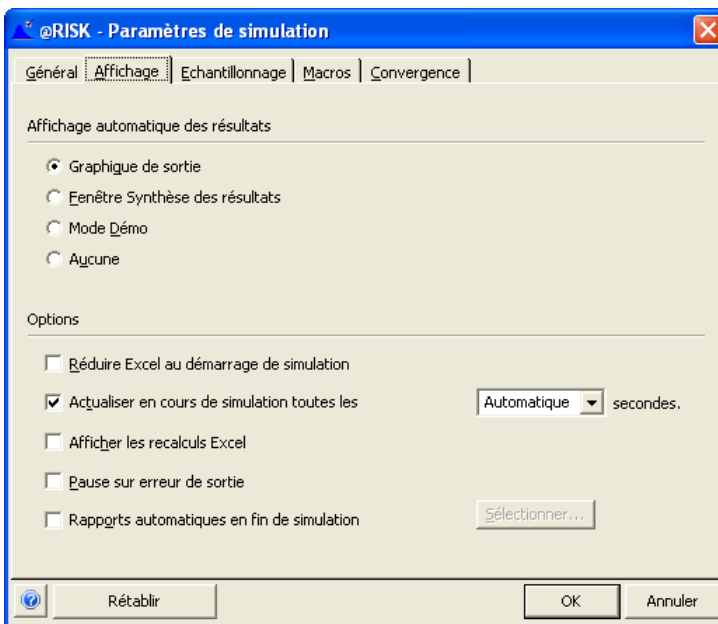 @RISK - Paramètres de simulation
Général Affichage Echantillonnage Macros Convergence
Affichage automatique des résultats
Graphique de sortie
Fenêtre Synthèse des résultats
Mode Démo
Aucune
Options
Réduire Excel au démarrage de simulation
Actualiser en cours de simulation toutes les Automatique secondes.
Afficher les recalculs Excel
Pause sur erreur de sortie
Rapports automatiques en fin de simulation Sélectionner...
Rétablir OK Annuler